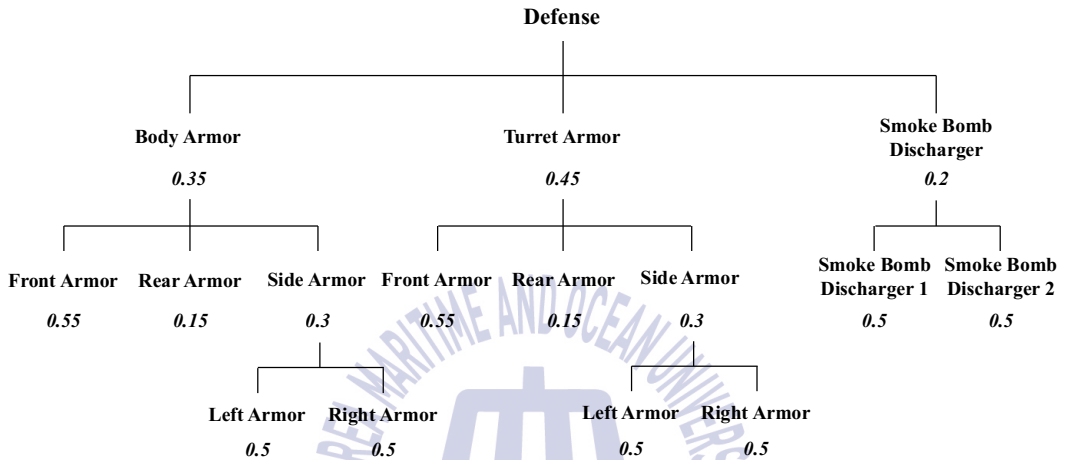 Defense
Body Armor
Turret Armor
Smoke Bomb
Discharger
0.35
0.45
0.2
Front Armor
Rear Armor
Side Armor
Front Armor
Rear Armor
Side Armor
Smoke Bomb
Discharger 1
Smoke Bomb
Discharger 2
0.55
0.15
0.3
0.55
0.15
0.3
0.5
0.5
Left Armor
Right Armor
Left Armor
Right Armor
0.5
0.5
0.5
0.5
MARITIME AND OCEAN